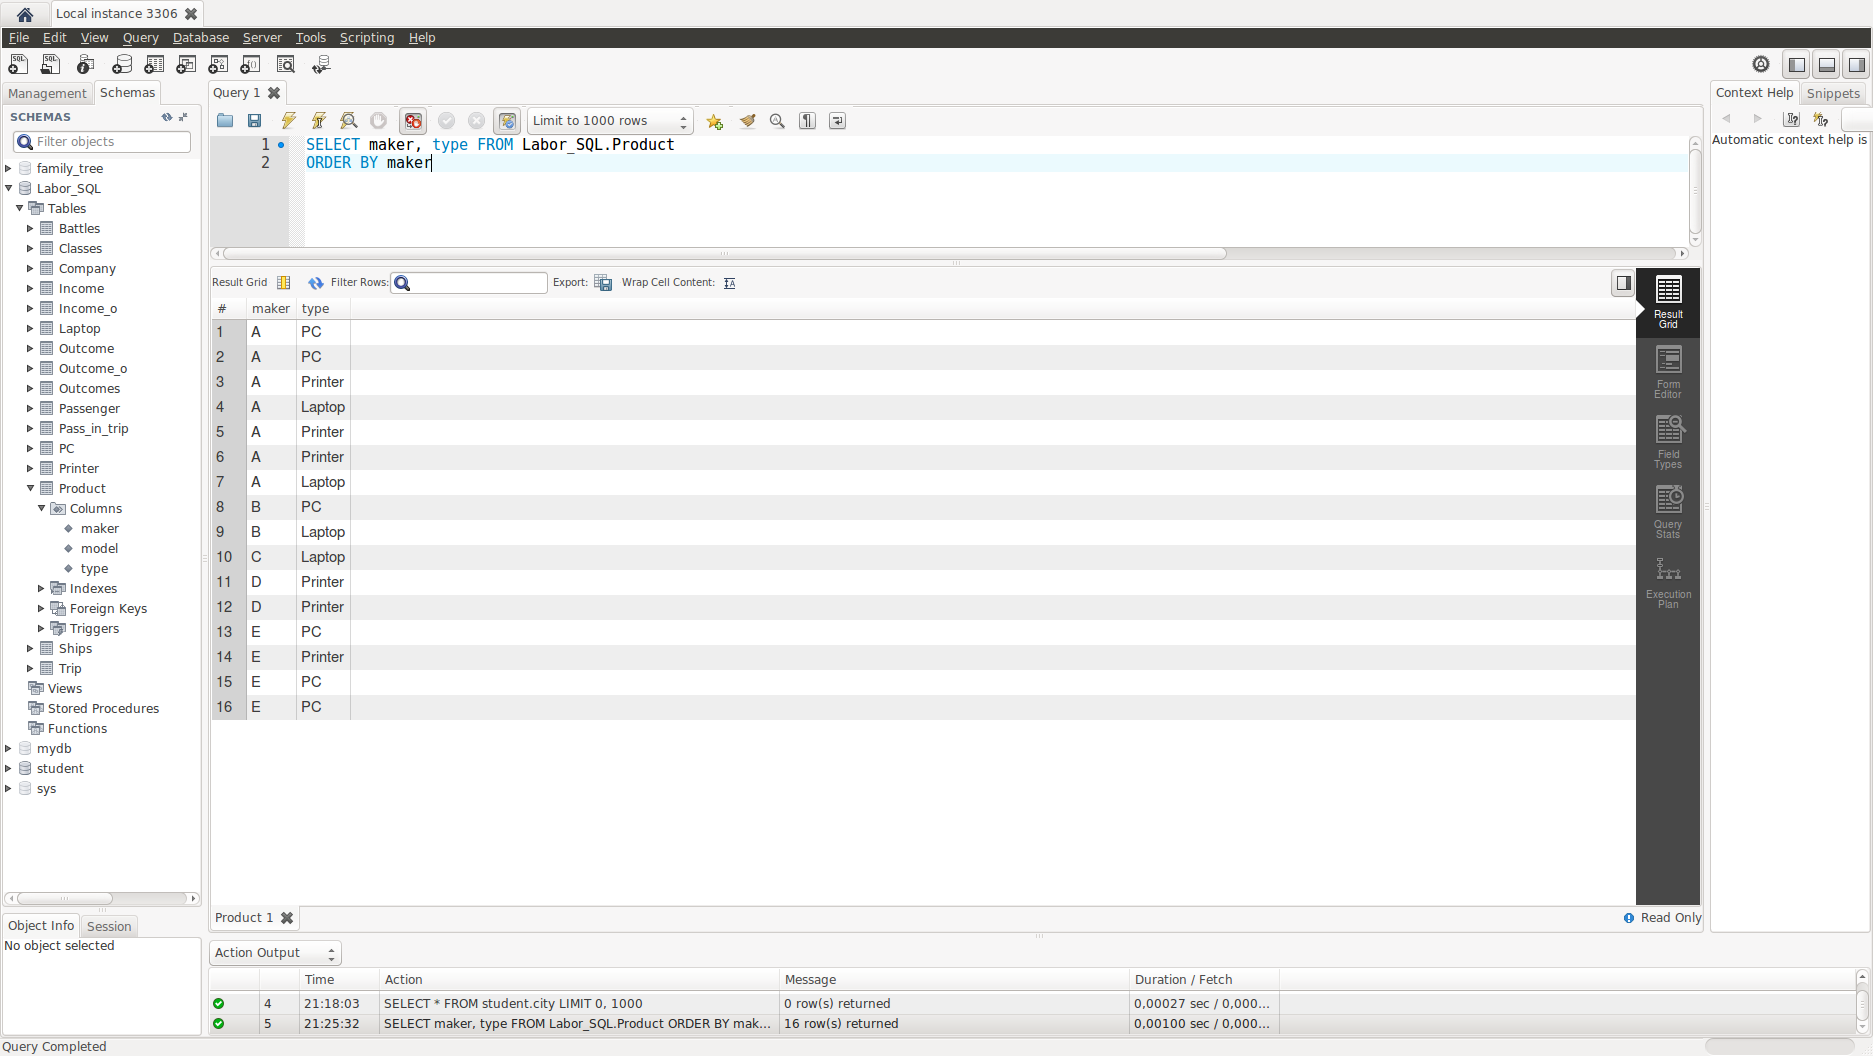 Local instance 3306
File Edit View Query Database Server Tools Scripting Help
Management Schemas
SCHEMAS
Filter objects
family_tree
Labor_SQL
Tables
Battles
Classes
Company
Income
Income_o
Laptop
Outcome
Outcome_o
Outcomes
Passenger
Pass_in_trip
PC
Printer
Product
Columns
maker
model
type
Indexes
Foreign Keys
Triggers
Ships
Trip
Views
Stored Procedures
Functions
mydb
student
sys
Object Info Session
No object selected
Query 1
Limit to 1000 rows
1 SELECT maker, type FROM Labor_SQL.Product
2 ORDER BY maker
Result Grid Filter Rows: Export: Wrap Cell Content:
# maker type
1 A PC
2 A PC
3 A Printer
4 A Laptop
5 A Printer
6 A Printer
7 A Laptop
8 B PC
9 B Laptop
10 C Laptop
11 D Printer
12 D Printer
13 E PC
14 E Printer
15 E PC
16 E PC
Result
Grid
Form
Editor
Field
Types
Query
Stats
Execution
Plan
Product 1
Read Only
Context Help Snippets
Automatic context help is
Action Output
Time Action Message Duration / Fetch
4 21:18:03 SELECT * FROM student.city LIMIT 0, 1000 0 row(s) returned 0,00027 sec / 0,000...
5 21:25:32 SELECT maker, type FROM Labor_SQL.Product ORDER BY mak... 16 row(s) returned 0,00100 sec / 0,000...
Query Completed